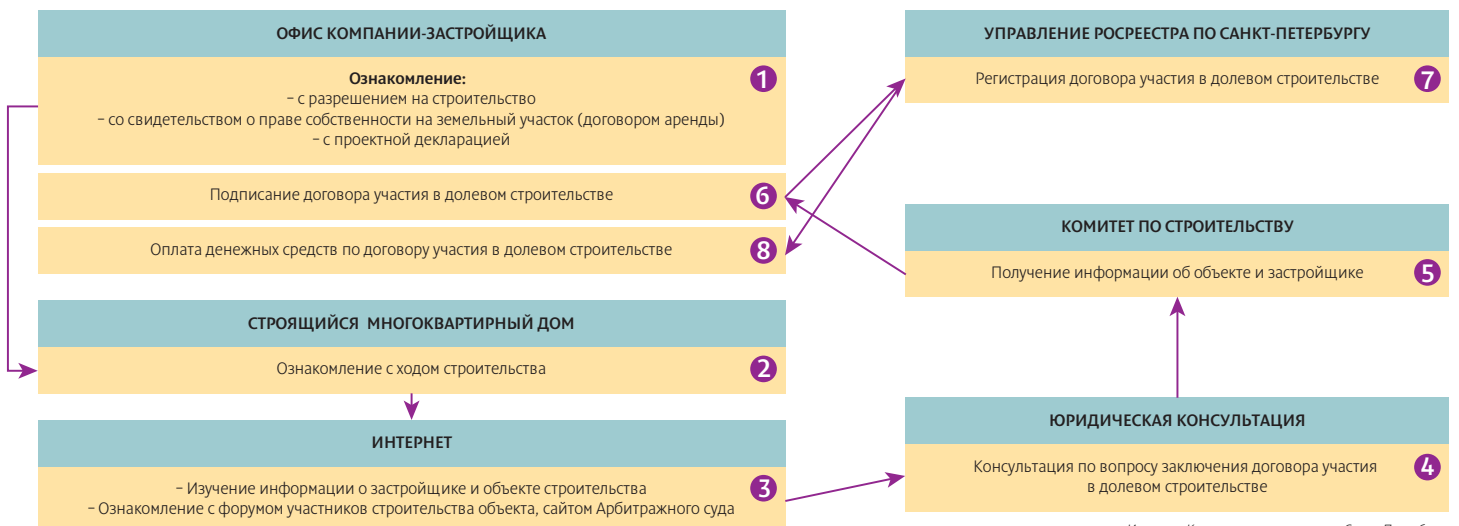 ОФИС КОМПАНИИ-ЗАСТРОЙЩИКА
Ознакомление:
1
– с разрешением на строительство
– со свидетельством о праве собственности на земельный участок (договором аренды)
– с проектной декларацией
Подписание договора участия в долевом строительстве
6
Оплата денежных средств по договору участия в долевом строительстве
8
СТРОЯЩИЙСЯ МНОГОКВАРТИРНЫЙ ДОМ
Ознакомление с ходом строительства
2
ИНТЕРНЕТ
– Изучение информации о застройщике и объекте строительства
3
– Ознакомление с форумом участников строительства объекта, сайтом Арбитражного суда
УПРАВЛЕНИЕ РОСРЕЕСТРА ПО САНКТ-ПЕТЕРБУРГУ
Регистрация договора участия в долевом строительстве
7
КОМИТЕТ ПО СТРОИТЕЛЬСТВУ
Получение информации об объекте и застройщике
5
ЮРИДИЧЕСКАЯ КОНСУЛЬТАЦИЯ
Консультация по вопросу заключения договора участия
4
в долевом строительстве